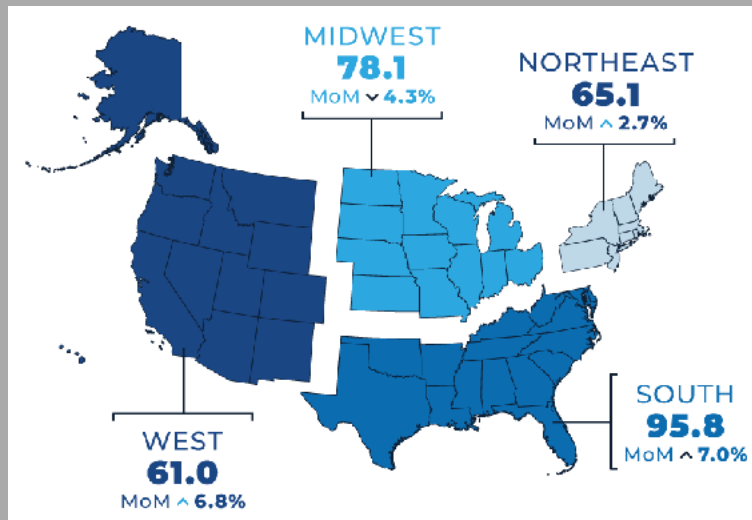 MIDWEST
78.1
MoM ˅ 4.3%
NORTHEAST
65.1
MoM ^ 2.7%
SOUTH
95.8
MoM ^ 7.0%
WEST
61.0
MoM ^ 6.8%